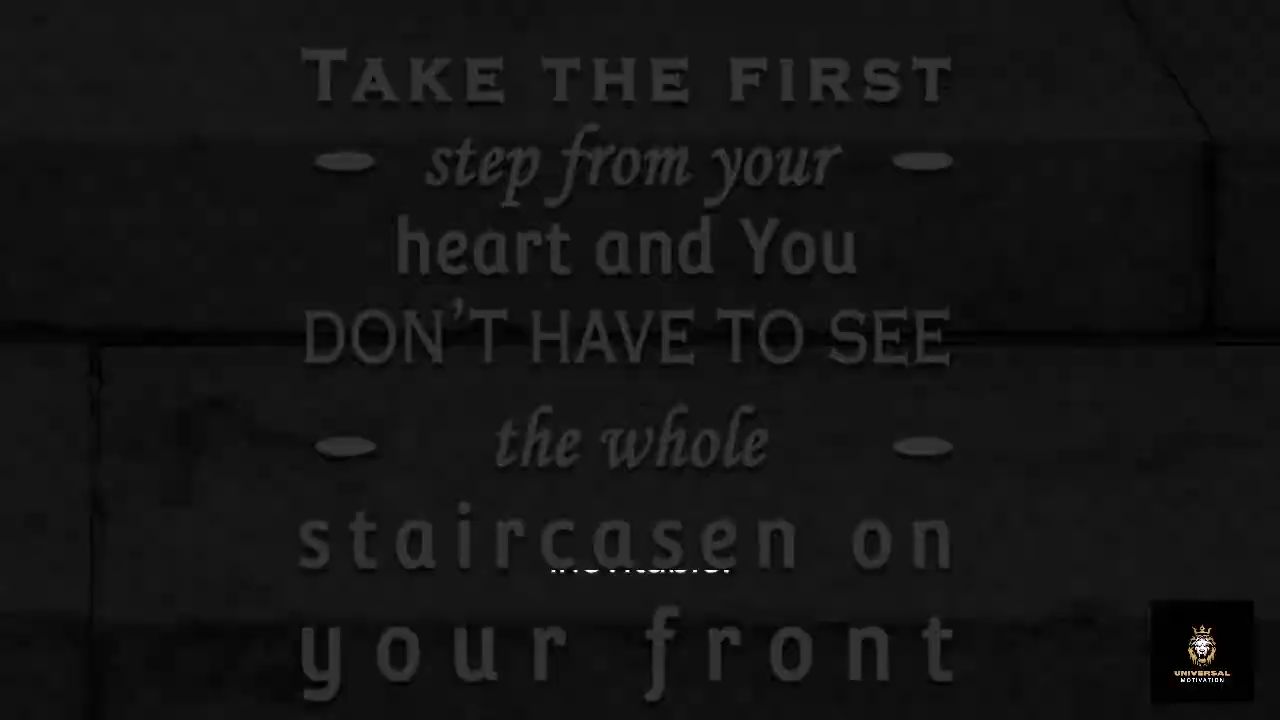 TAKE THE FIRST
step from your
heart and You
DON'T HAVE TO SEE
the whole
staircasen on
your front
UNIVERSAL
MOTIVATION